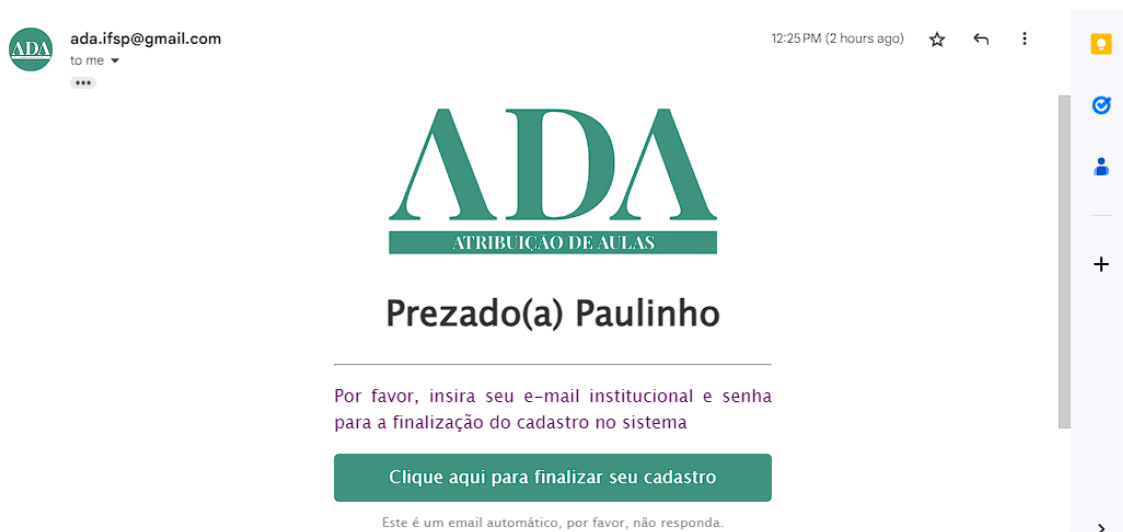 ADA
ada.ifsp@gmail.com
12:25 PM (2 hours ago)
to me
ADA
ATRIBUIÇÃO DE AULAS
Prezado(a) Paulinho
Por favor, insira seu e-mail institucional e senha
para a finalização do cadastro no sistema
Clique aqui para finalizar seu cadastro
Este é um email automático, por favor, não responda.